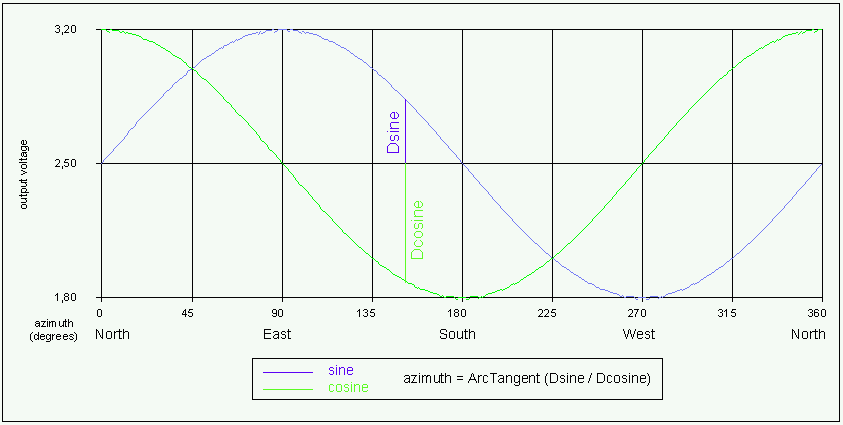 3,20
2,50
1,80
output voltage
Dsine
Dcosine
0 45 90 135 180 225 270 315 360
azimuth
(degrees)
North East South West North
sine
cosine
azimuth = ArcTangent (Dsine / Dcosine)